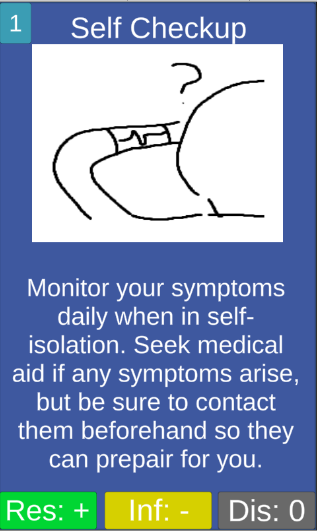 1
Self Checkup
?
Monitor your symptoms
daily when in self-
isolation. Seek medical
aid if any symptoms arise,
but be sure to contact
them beforehand so they
can prepair for you.
Res: + Inf: - Dis: 0